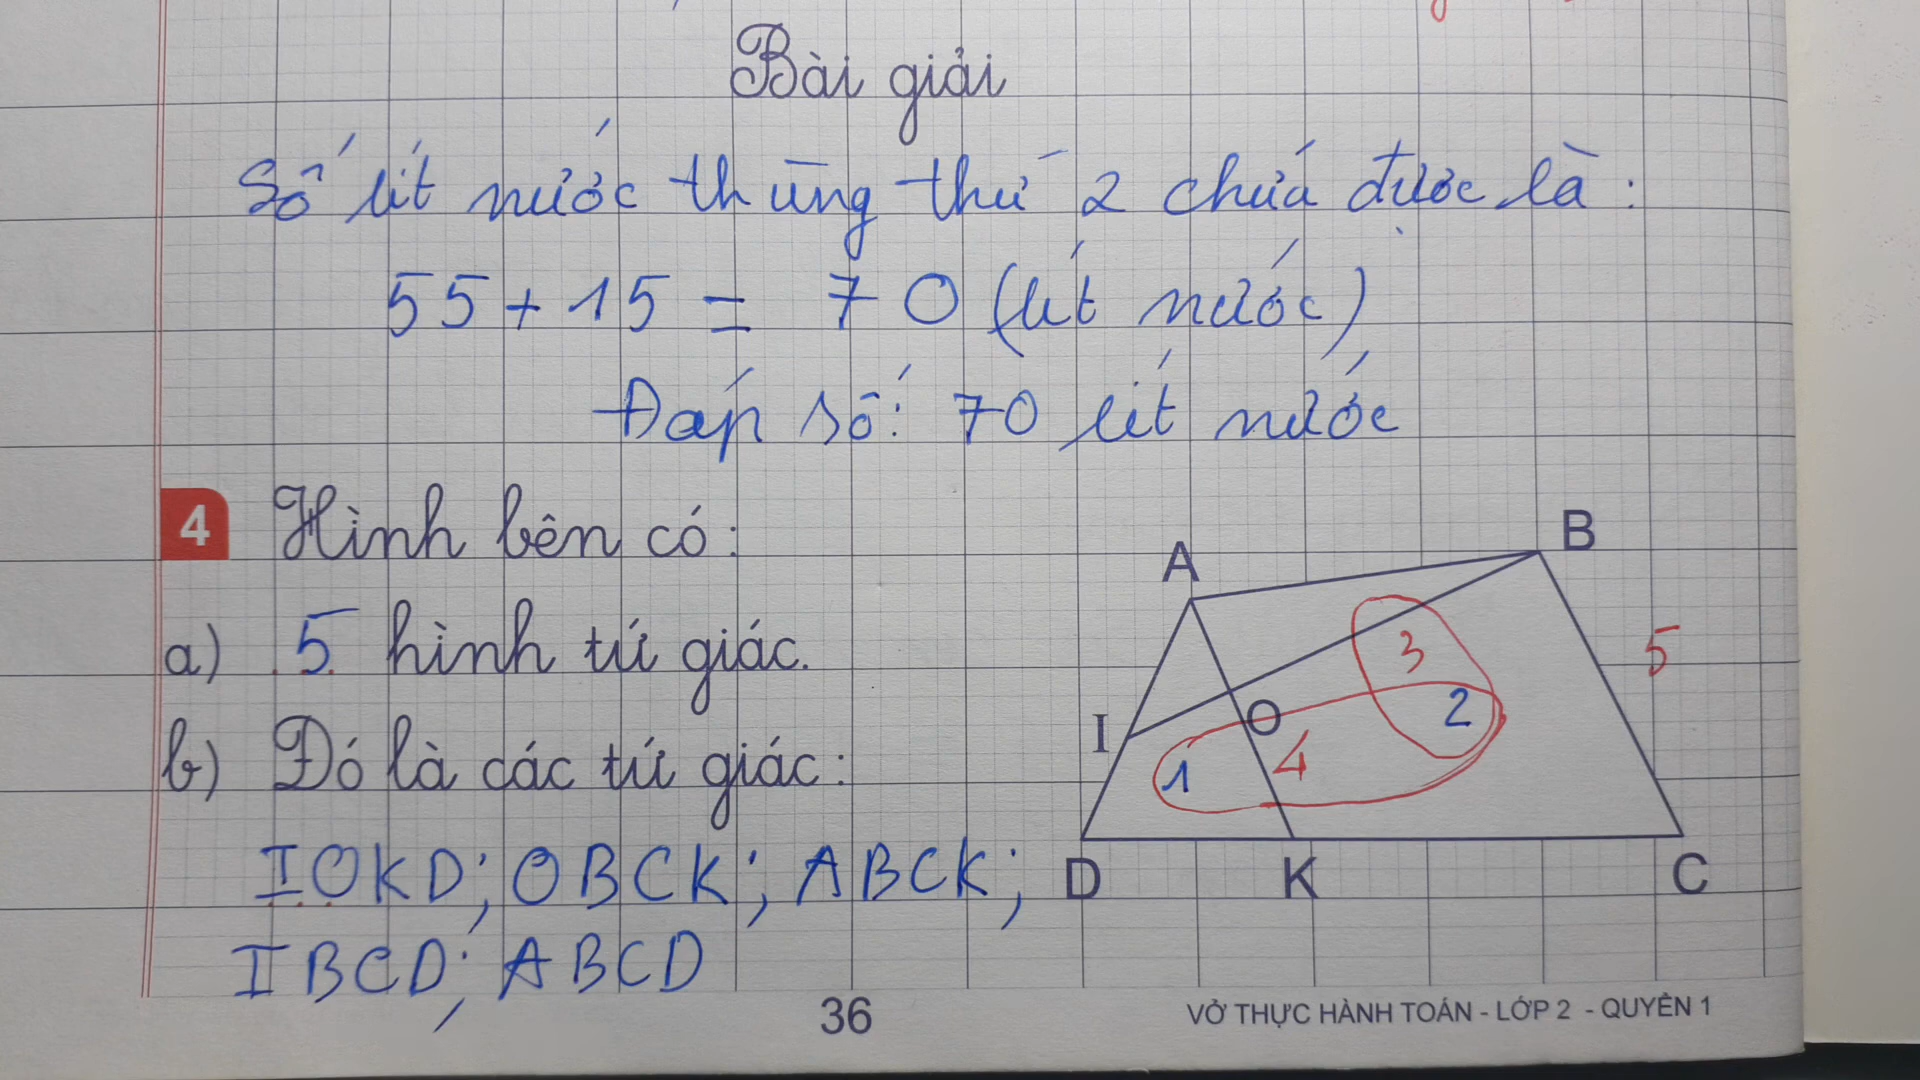 Bài giải
Số lít nước thùng thứ 2 chứa được là:
55 + 15 = 70 (lít nước)
Đáp số: 70 lít nước
4 Hình bên có:
a) 5 hình tứ giác.
b) Đó là các tứ giác:
IOKD; OBCK; ABCK;
IBCD; ABCD
A
B
3
5
2
I
O
4
1
D
K
C
36
VỞ THỰC HÀNH TOÁN - LỚP 2 - QUYỂN 1